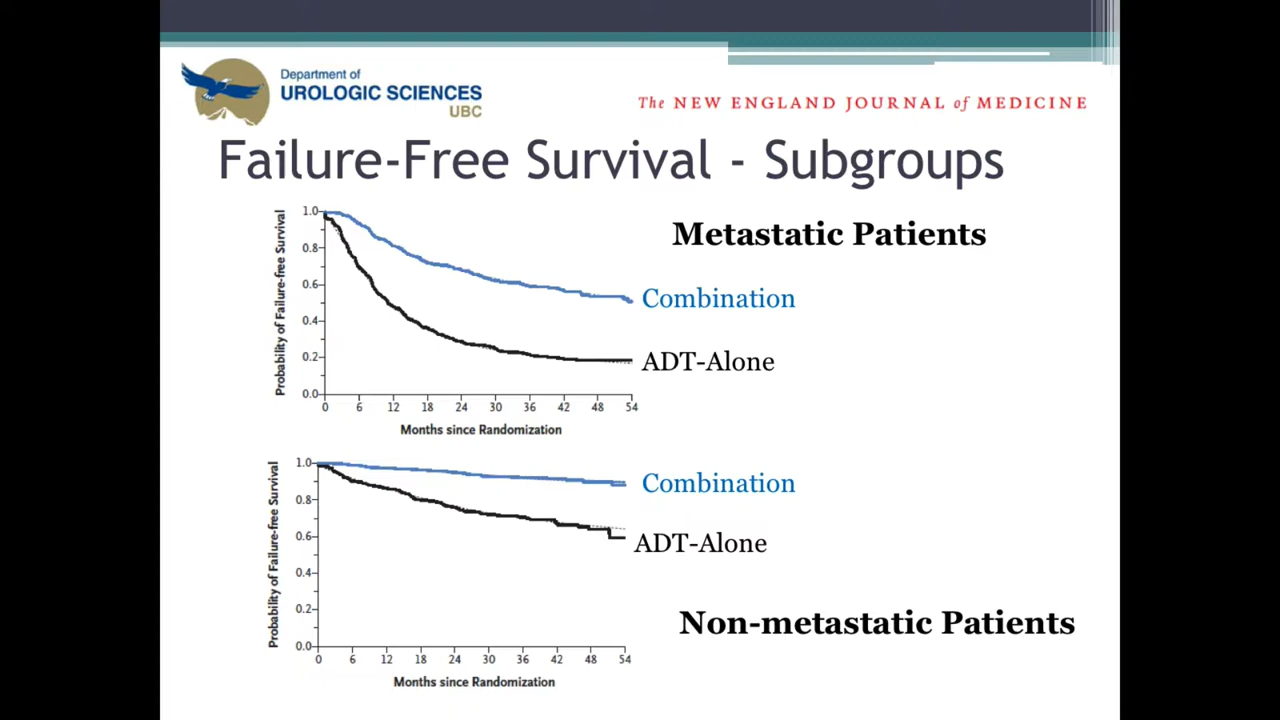 Department of
UROLOGIC SCIENCES
UBC
The NEW ENGLAND JOURNAL of MEDICINE
Failure-Free Survival - Subgroups
Metastatic Patients
Probability of Failure-free Survival
1.0
0.8
0.6
0.4
0.2
0.0
Combination
ADT-Alone
0 6 12 18 24 30 36 42 48 54
Months since Randomization
Probability of Failure-free Survival
1.0
0.8
0.6
0.4
0.2
0.0
Combination
ADT-Alone
Non-metastatic Patients
0 6 12 18 24 30 36 42 48 54
Months since Randomization